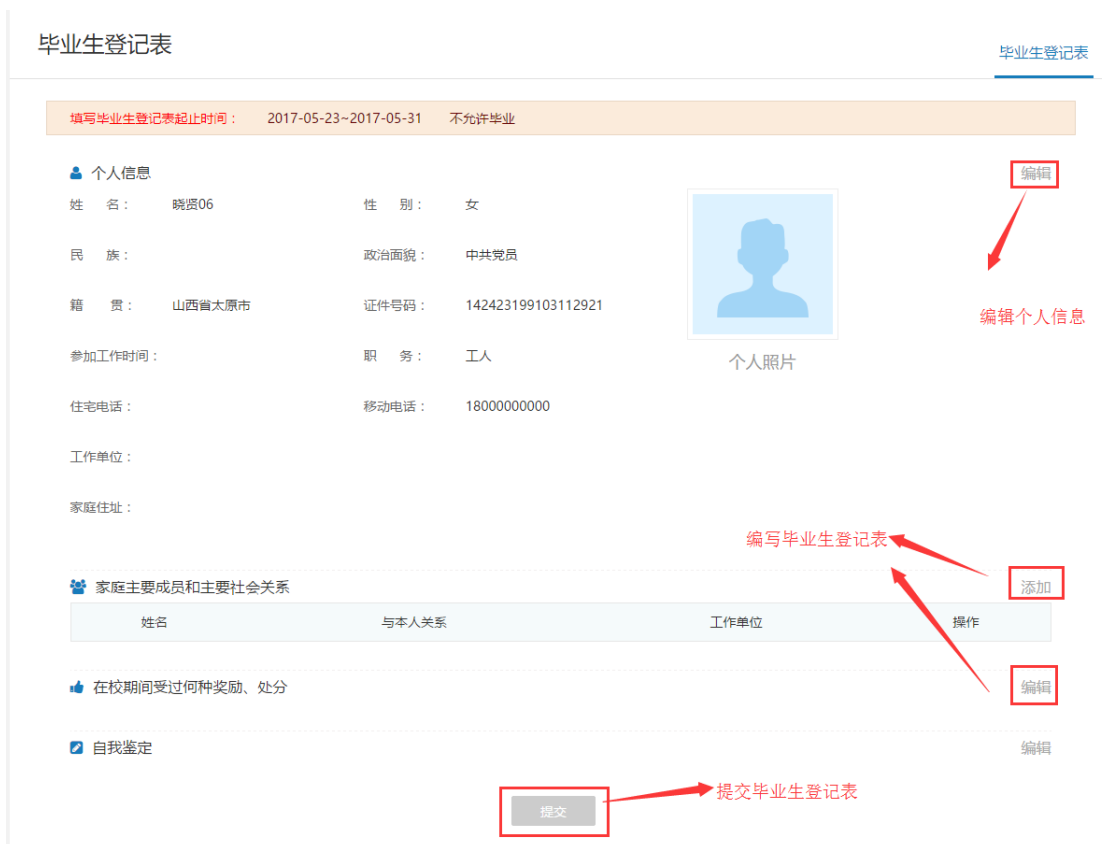 毕业生登记表
毕业生登记表
填写毕业生登记表起止时间： 2017-05-23~2017-05-31 不允许毕业
个人信息 编辑
姓 名： 晓贤06 性 别： 女
民 族： 政治面貌： 中共党员
籍 贯： 山西省太原市 证件号码： 142423199103112921
编辑个人信息
参加工作时间： 职 务： 工人
个人照片
住宅电话： 移动电话： 18000000000
工作单位：
家庭住址：
编写毕业生登记表
家庭主要成员和主要社会关系 添加
姓名 与本人关系 工作单位 操作
在校期间受过何种奖励、处分 编辑
自我鉴定 编辑
提交毕业生登记表
提交